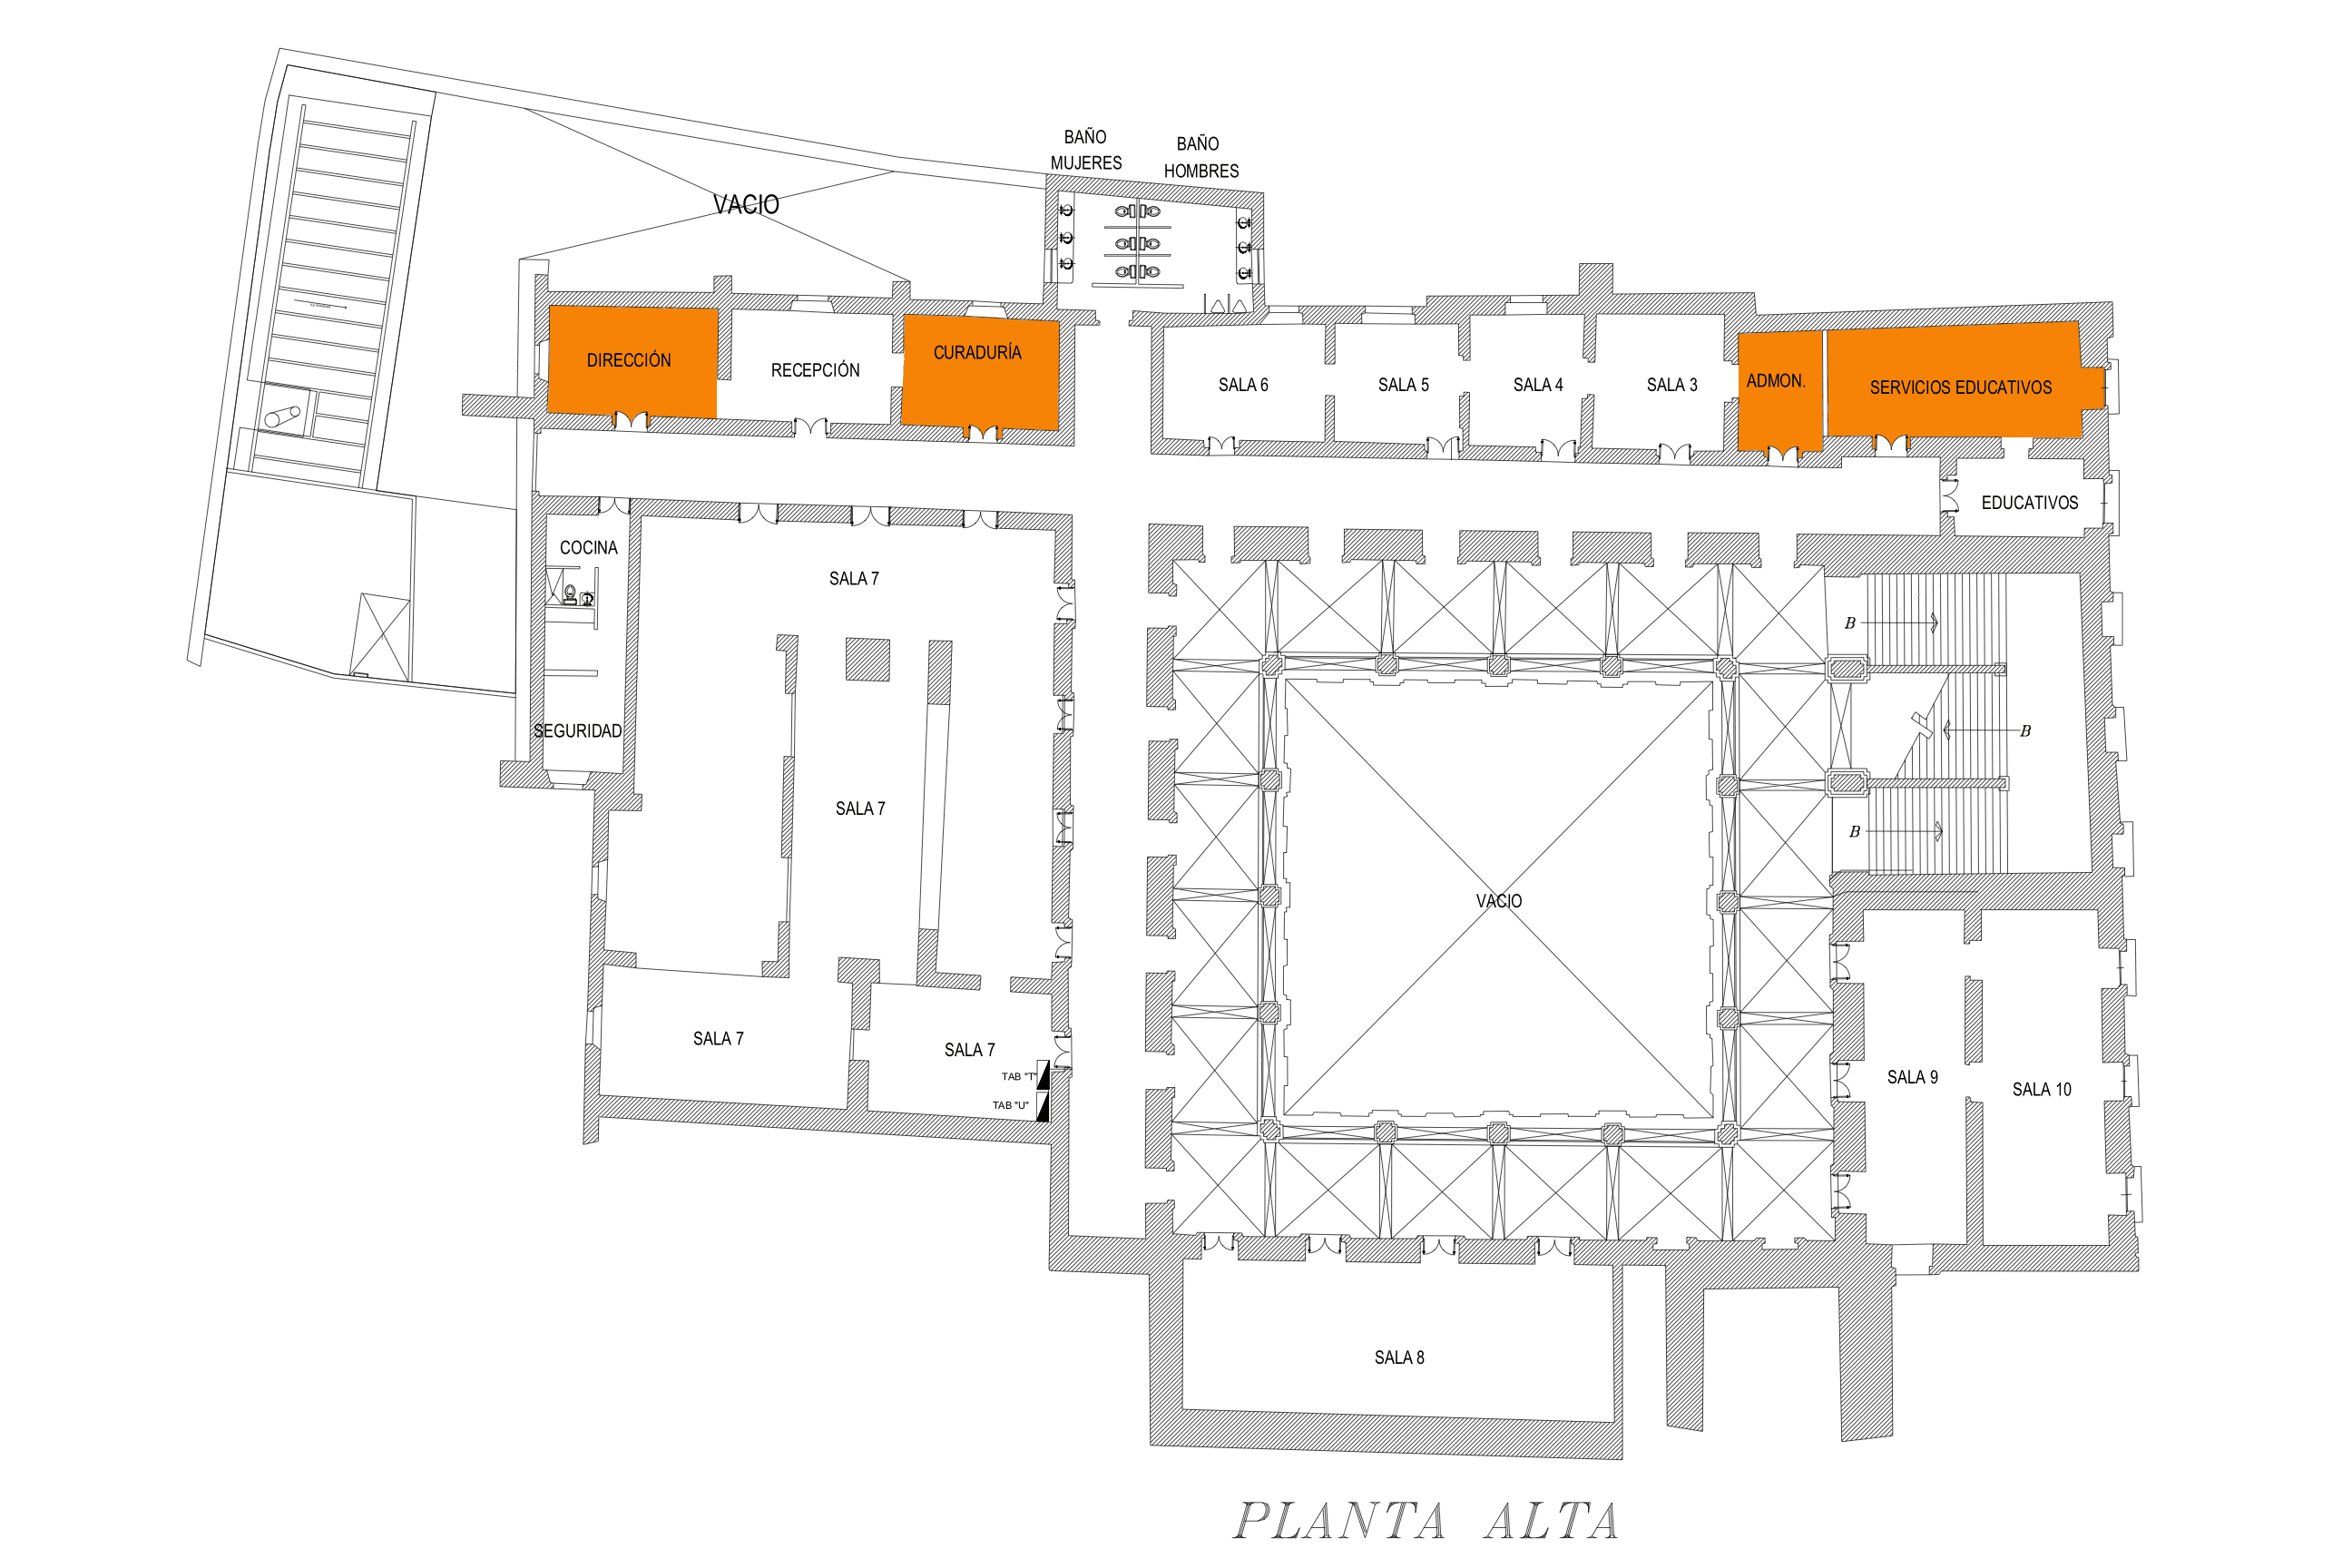 BAÑO
MUJERES
BAÑO
HOMBRES
VACIO
DIRECCIÓN
RECEPCIÓN
CURADURÍA
SALA 6
SALA 5
SALA 4
SALA 3
ADMON.
SERVICIOS EDUCATIVOS
EDUCATIVOS
COCINA
SALA 7
B
SEGURIDAD
B
SALA 7
B
VACIO
SALA 7
SALA 7
TAB "T"
TAB "U"
SALA 9
SALA 10
SALA 8
PLANTA ALTA